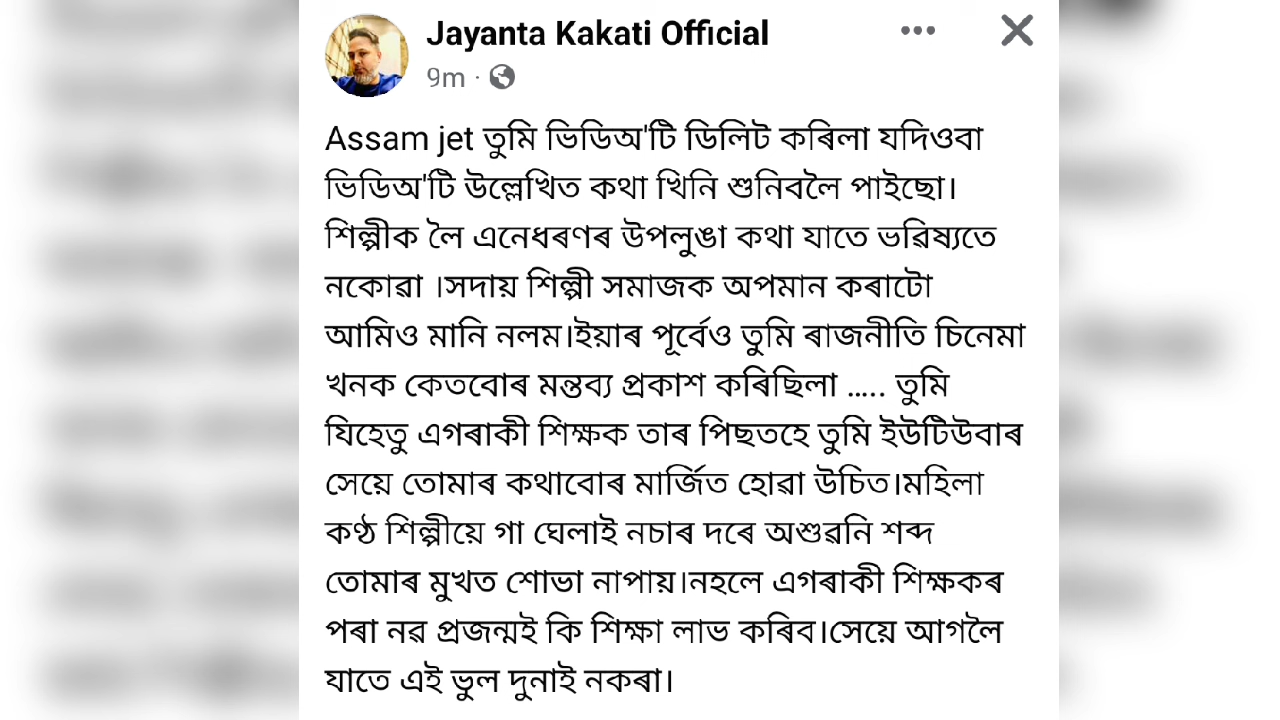 Jayanta Kakati Official
9m ·
Assam jet তুমি ভিডিঅ'টি ডিলিট কৰিলা যদিওবা
ভিডিঅ'টি উল্লেখিত কথা খিনি শুনিবলৈ পাইছো।
শিল্পীক লৈ এনেধৰণৰ উপলুঙা কথা যাতে ভৱিষ্যতে
নকোৱা ।সদায় শিল্পী সমাজক অপমান কৰাটো
আমিও মানি নলম।ইয়াৰ পূৰ্বেও তুমি ৰাজনীতি চিনেমা
খনক কেতবোৰ মন্তব্য প্ৰকাশ কৰিছিলা ..... তুমি
যিহেতু এগৰাকী শিক্ষক তাৰ পিছতহে তুমি ইউটিউবাৰ
সেয়ে তোমাৰ কথাবোৰ মাৰ্জিত হোৱা উচিত।মহিলা
কণ্ঠ শিল্পীয়ে গা ঘেলাই নচাৰ দৰে অশুৱনি শব্দ
তোমাৰ মুখত শোভা নাপায়।নহলে এগৰাকী শিক্ষকৰ
পৰা নৱ প্ৰজন্মই কি শিক্ষা লাভ কৰিব।সেয়ে আগলৈ
যাতে এই ভুল দুনাই নকৰা।